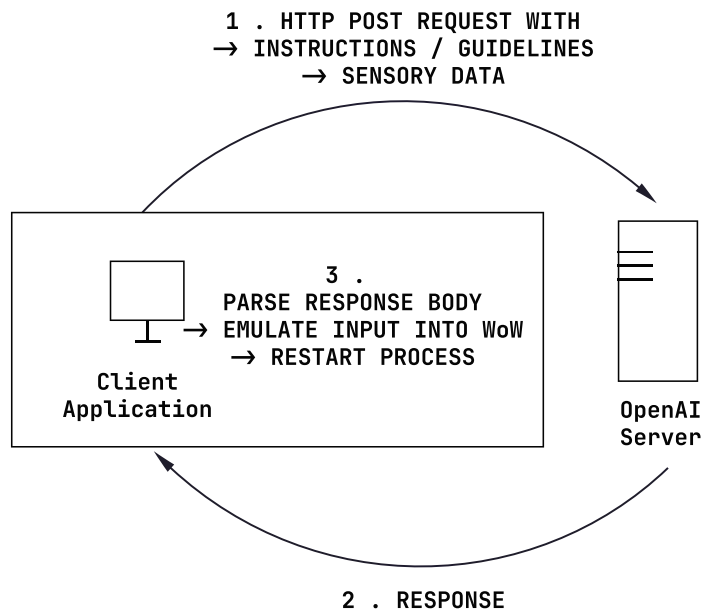 1 . HTTP POST REQUEST WITH
→ INSTRUCTIONS / GUIDELINES
→ SENSORY DATA
3 .
PARSE RESPONSE BODY
→ EMULATE INPUT INTO WoW
→ RESTART PROCESS
Client
Application
OpenAI
Server
2 . RESPONSE